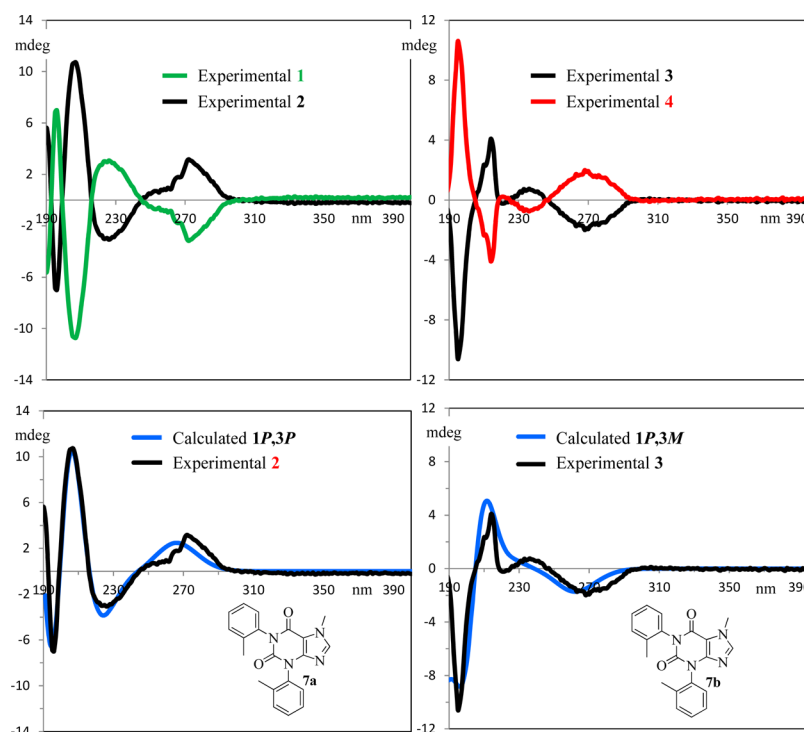 14
mdeg
10
6
2
-2
-6
-10
-14
190
230
270
310
350
nm
390
Experimental 1
Experimental 2
12
mdeg
8
4
0
-4
-8
-12
190
230
270
310
350
nm
390
Experimental 3
Experimental 4
14
mdeg
10
6
2
-2
-6
-10
-14
190
230
270
310
350
nm
390
Calculated 1P,3P
Experimental 2
O
N
N
O
N
N
7a
12
mdeg
8
4
0
-4
-8
-12
190
230
270
310
350
nm
390
Calculated 1P,3M
Experimental 3
O
N
N
O
N
N
7b